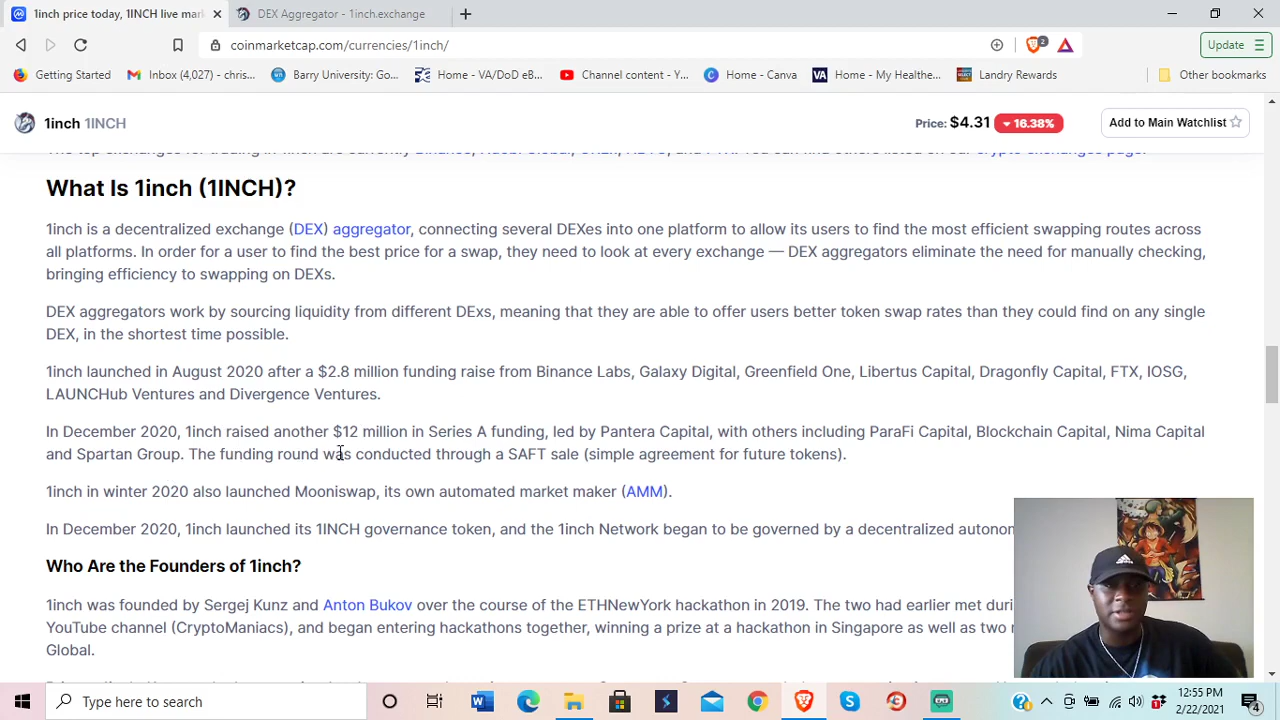 1inch price today, 1INCH live mar
DEX Aggregator - 1inch.exchange
coinmarketcap.com/currencies/1inch/
2
Update
Getting Started
Inbox (4,027) - chris...
Barry University: Go...
Home - VA/DoD eB...
Channel content - Y...
Home - Canva
Home - My Healthe...
Landry Rewards
Other bookmarks
1inch 1INCH
Price: $4.31 16.38%
Add to Main Watchlist
What Is 1inch (1INCH)?
1inch is a decentralized exchange (DEX) aggregator, connecting several DEXes into one platform to allow its users to find the most efficient swapping routes across
all platforms. In order for a user to find the best price for a swap, they need to look at every exchange — DEX aggregators eliminate the need for manually checking,
bringing efficiency to swapping on DEXs.
DEX aggregators work by sourcing liquidity from different DExs, meaning that they are able to offer users better token swap rates than they could find on any single
DEX, in the shortest time possible.
1inch launched in August 2020 after a $2.8 million funding raise from Binance Labs, Galaxy Digital, Greenfield One, Libertus Capital, Dragonfly Capital, FTX, IOSG,
LAUNCHub Ventures and Divergence Ventures.
In December 2020, 1inch raised another $12 million in Series A funding, led by Pantera Capital, with others including ParaFi Capital, Blockchain Capital, Nima Capital
and Spartan Group. The funding round was conducted through a SAFT sale (simple agreement for future tokens).
1inch in winter 2020 also launched Mooniswap, its own automated market maker (AMM).
In December 2020, 1inch launched its 1INCH governance token, and the 1inch Network began to be governed by a decentralized autonom
Who Are the Founders of 1inch?
1inch was founded by Sergej Kunz and Anton Bukov over the course of the ETHNewYork hackathon in 2019. The two had earlier met duri
YouTube channel (CryptoManiacs), and began entering hackathons together, winning a prize at a hackathon in Singapore as well as two
Global.
Type here to search
12:55 PM
2/22/2021
4